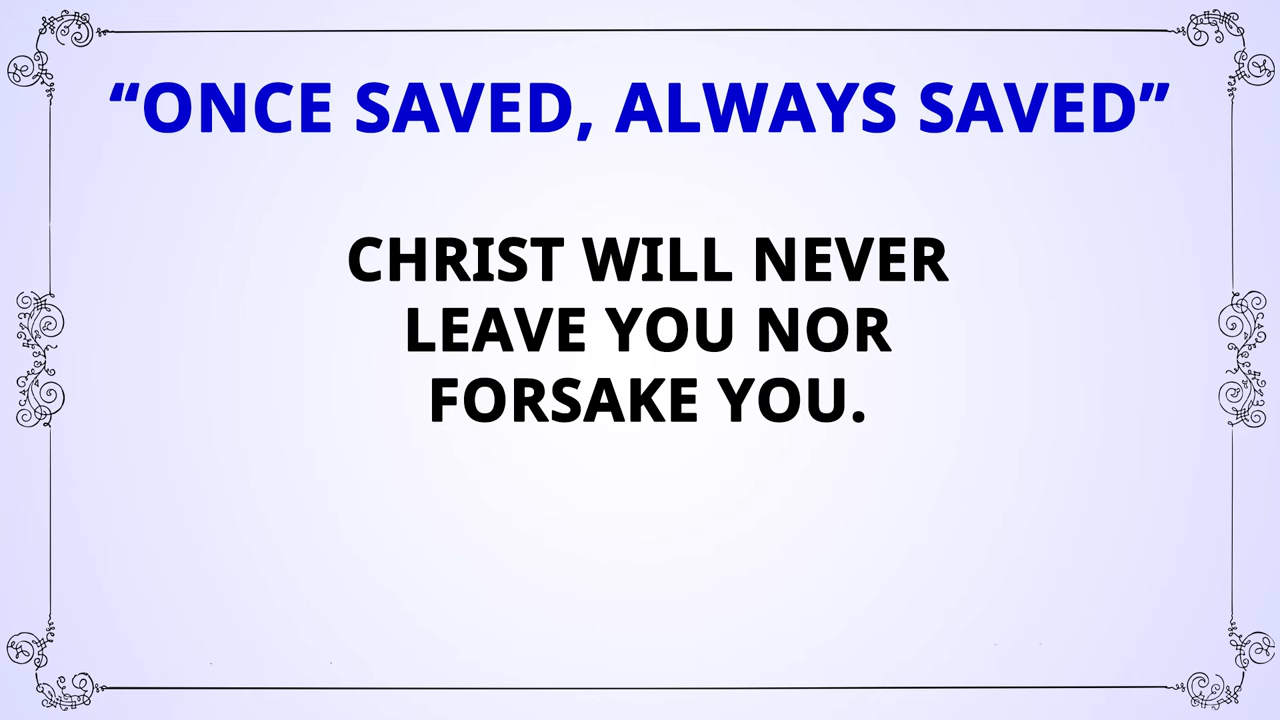 “ONCE SAVED, ALWAYS SAVED”
CHRIST WILL NEVER
LEAVE YOU NOR
FORSAKE YOU.